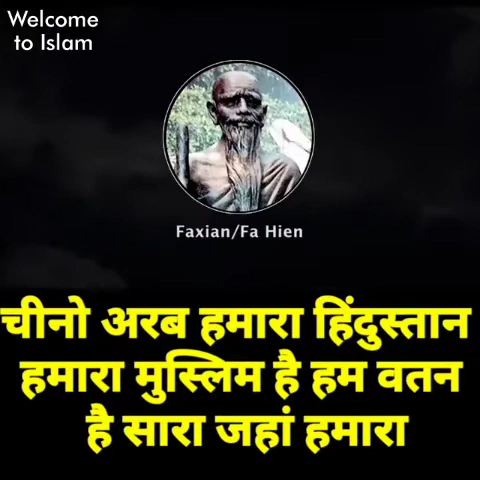 Welcome
to Islam
Faxian/Fa Hien
चीनो अरब हमारा हिंदुस्तान
हमारा मुस्लिम है हम वतन
है सारा जहां हमारा